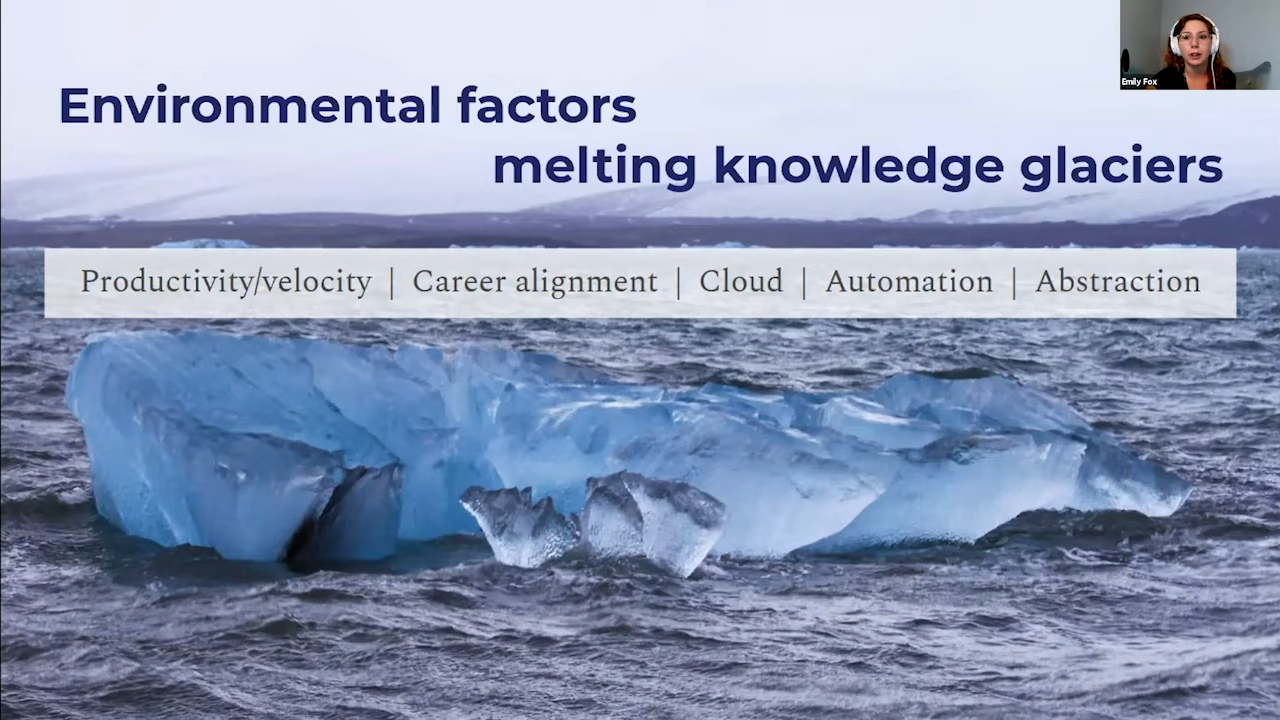 Emily Fox
Environmental factors
melting knowledge glaciers
Productivity/velocity | Career alignment | Cloud | Automation | Abstraction